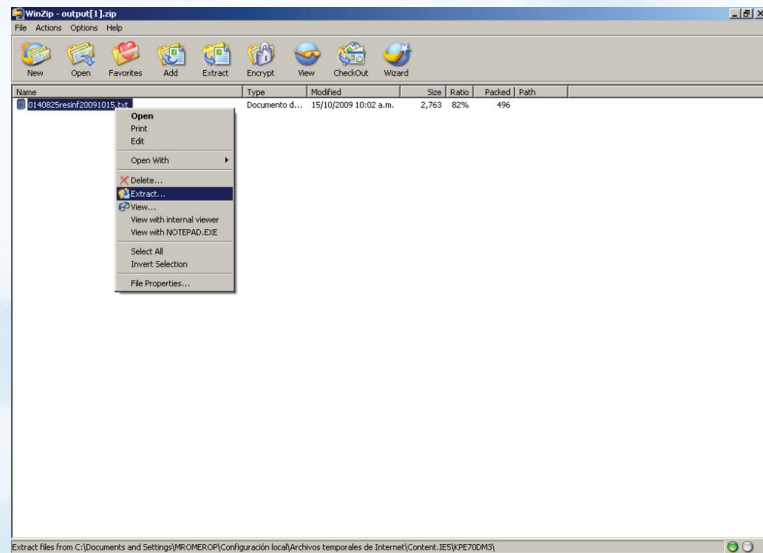 WinZip - output[1].zip
File Actions Options Help
New Open Favorites Add Extract Encrypt View CheckOut Wizard
Name Type Modified Size Ratio Packed Path
0140825resinf20091015.txt Documento d... 15/10/2009 10:02 a.m. 2,763 82% 496
Open
Print
Edit
Open With
Delete...
Extract...
View...
View with internal viewer
View with NOTEPAD.EXE
Select All
Invert Selection
File Properties...
Extract files from C:\Documents and Settings\MROMEROP\Configuración local\Archivos temporales de Internet\Content.IE5\KPE70DM3\